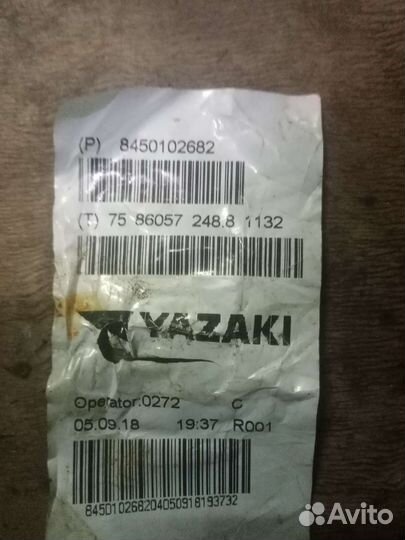 (P) 8450102682
(T) 75 86057 248.8 1132
YAZAKI
Operator:0272 C
05.09.18 19:37 R001
845010268204050918193732
Avito